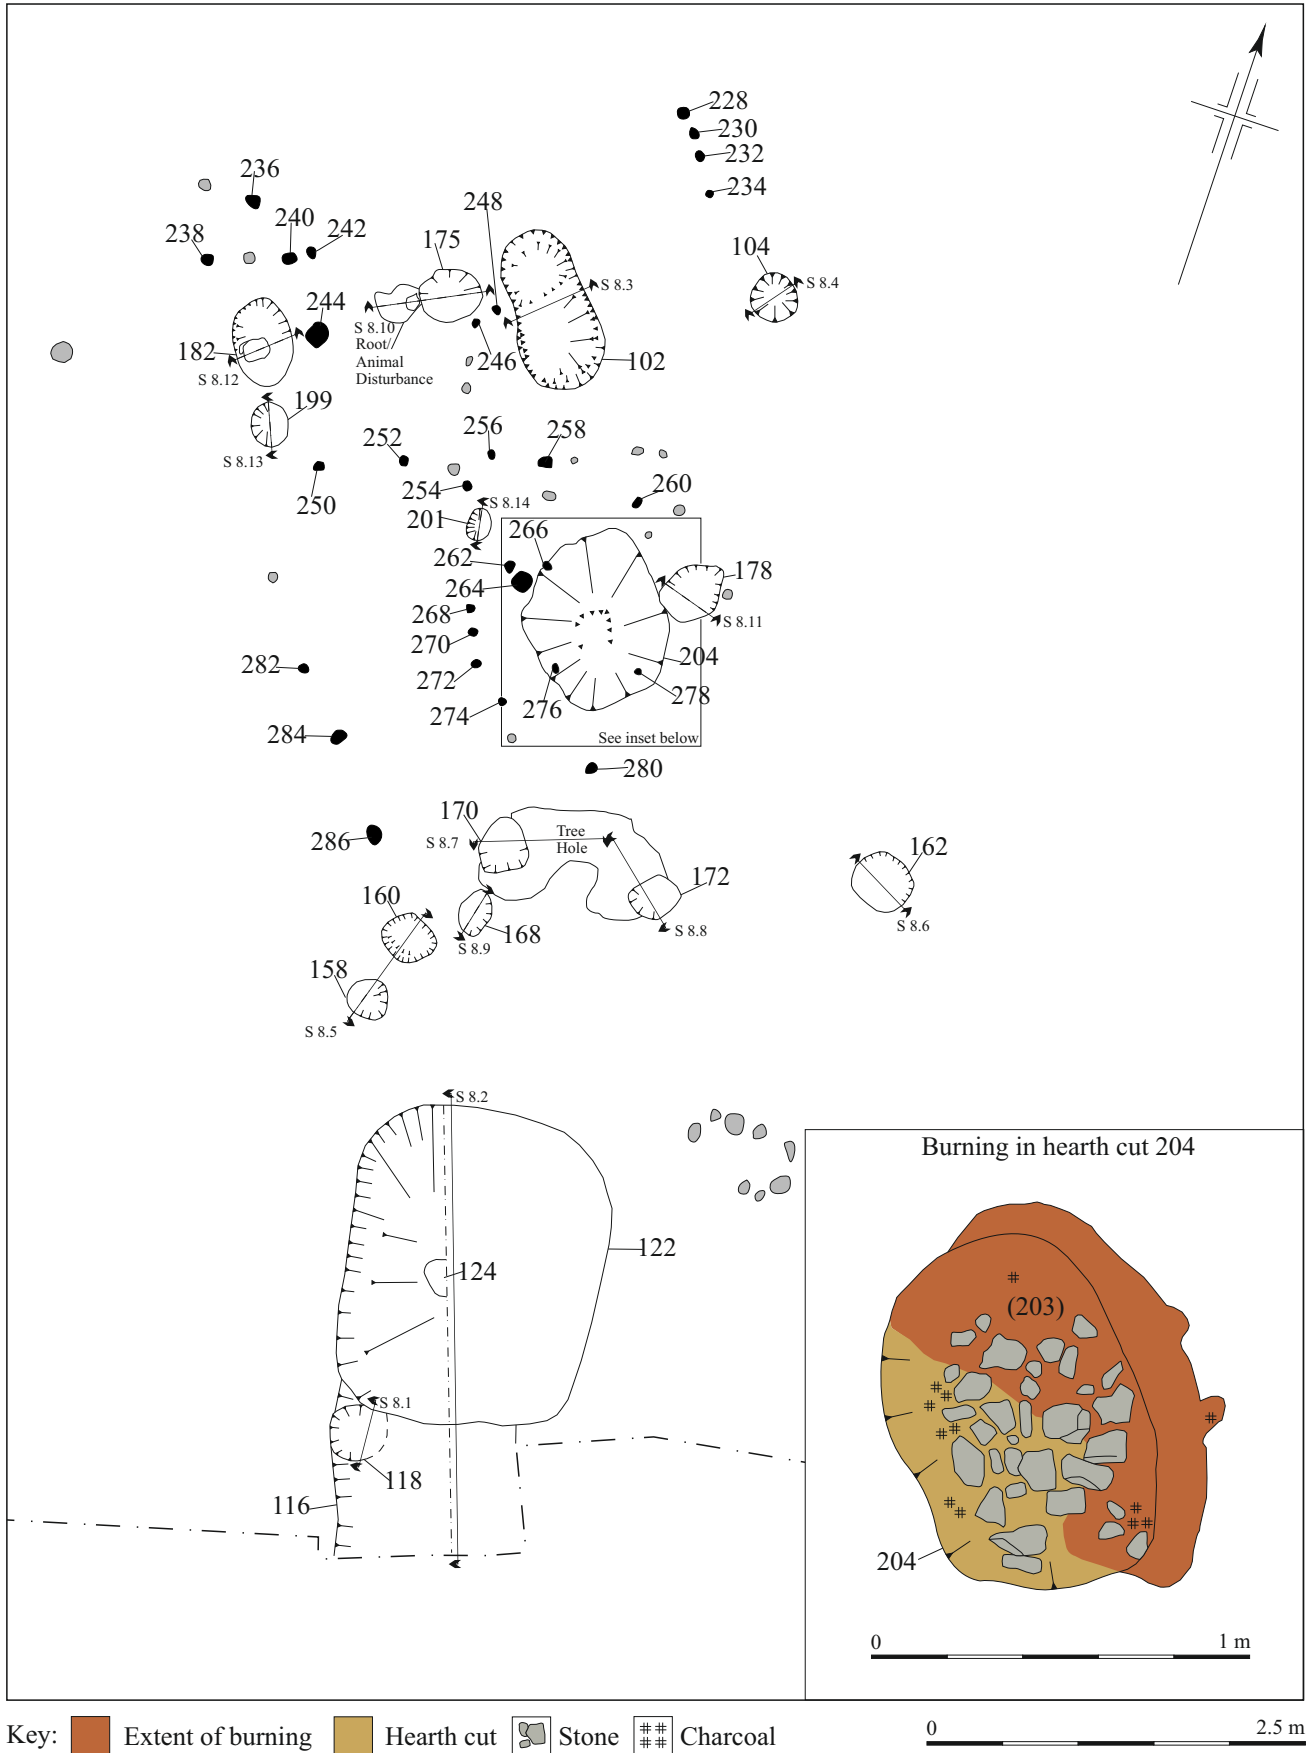 228
230
232
234
236
238
240
242
248
175
104
S 8.4
S 8.3
S 8.10
Root/
Animal
Disturbance
244
182
S 8.12
246
102
199
S 8.13
250
252
256
258
254
260
201
S 8.14
266
262
264
178
S 8.11
268
270
204
272
278
274
276
See inset below
282
284
280
286
170
S 8.7
Tree
Hole
172
S 8.8
162
S 8.6
160
168
S 8.9
158
S 8.5
S 8.2
122
124
S 8.1
118
116
Burning in hearth cut 204
(203)
204
0 1 m
Key: Extent of burning Hearth cut Stone Charcoal
0 2.5 m